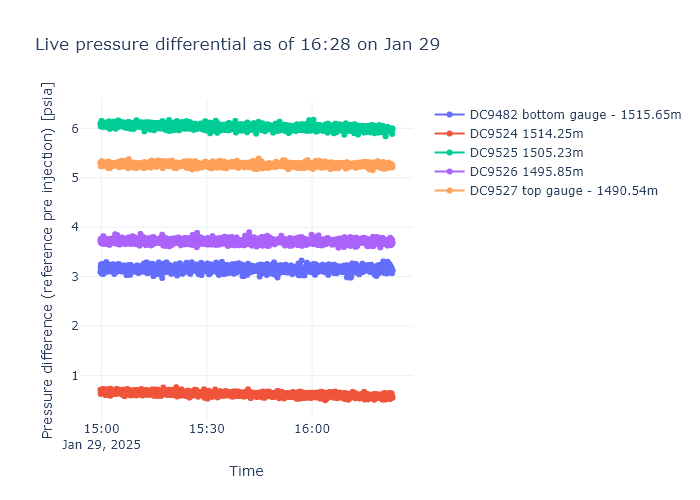 Live pressure differential as of 16:28 on Jan 29
Pressure difference (reference pre injection) [psia]
6
5
4
3
2
1
15:00
Jan 29, 2025
15:30
16:00
Time
DC9482 bottom gauge - 1515.65m
DC9524 1514.25m
DC9525 1505.23m
DC9526 1495.85m
DC9527 top gauge - 1490.54m